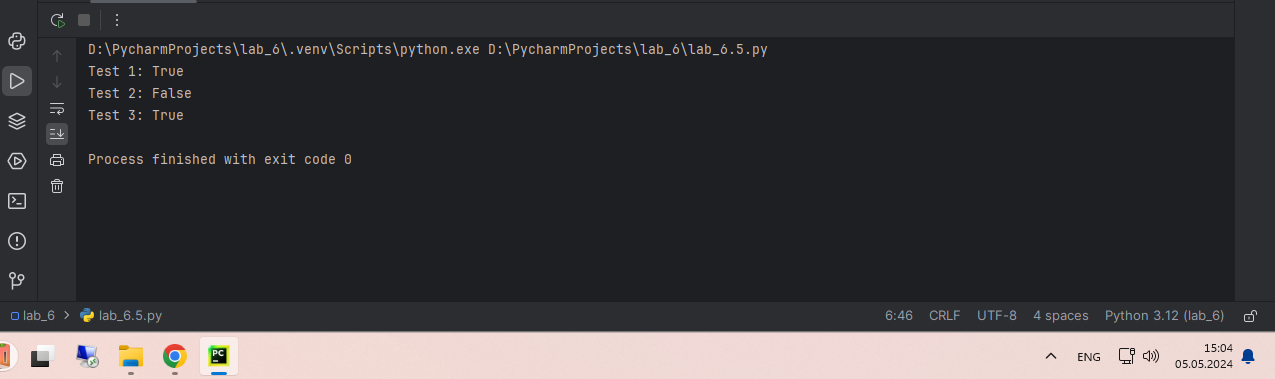 D:\PycharmProjects\lab_6\.venv\Scripts\python.exe D:\PycharmProjects\lab_6\lab_6.5.py
Test 1: True
Test 2: False
Test 3: True
Process finished with exit code 0
lab_6 > lab_6.5.py 6:46 CRLF UTF-8 4 spaces Python 3.12 (lab_6)
PC ENG 15:04
05.05.2024